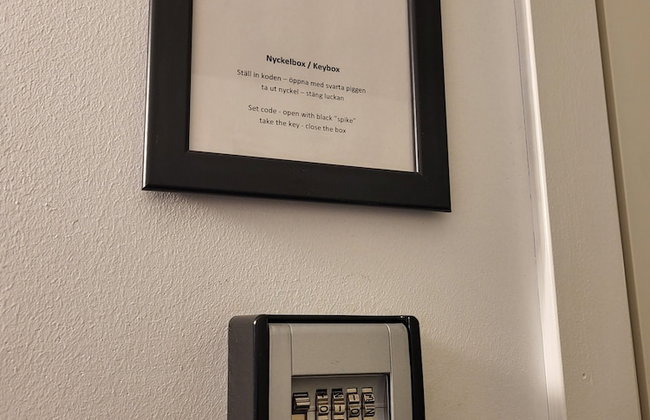 Nyckelbox / Keybox
Ställ in koden – öppna med svarta piggen
ta ut nyckel – stäng luckan
Set code - open with black "spike"
take the key - close the box